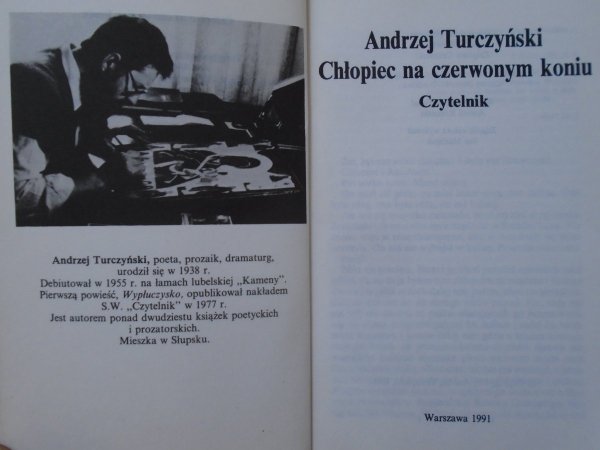 Andrzej Turczyński, poeta, prozaik, dramaturg,
urodził się w 1938 r.
Debiutował w 1955 r. na łamach lubelskiej „Kameny”.
Pierwszą powieść, Wypłuczysko, opublikował nakładem
S.W. „Czytelnik” w 1977 r.
Jest autorem ponad dwudziestu książek poetyckich
i prozatorskich.
Mieszka w Słupsku.
Andrzej Turczyński
Chłopiec na czerwonym koniu
Czytelnik
Warszawa 1991